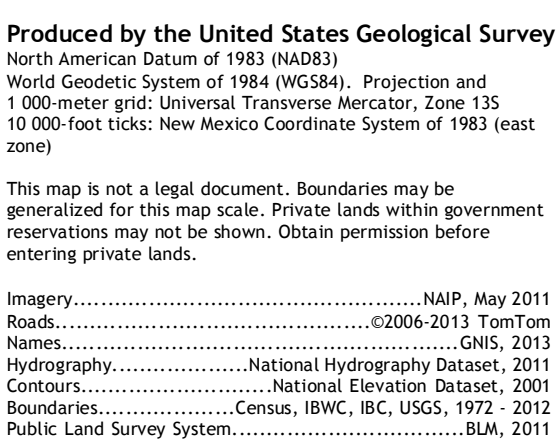 Produced by the United States Geological Survey
North American Datum of 1983 (NAD83)
World Geodetic System of 1984 (WGS84). Projection and
1 000-meter grid: Universal Transverse Mercator, Zone 13S
10 000-foot ticks: New Mexico Coordinate System of 1983 (east
zone)
This map is not a legal document. Boundaries may be
generalized for this map scale. Private lands within government
reservations may not be shown. Obtain permission before
entering private lands.
Imagery....................................................NAIP, May 2011
Roads...............................................©2006-2013 TomTom
Names............................................................GNIS, 2013
Hydrography....................National Hydrography Dataset, 2011
Contours............................National Elevation Dataset, 2001
Boundaries....................Census, IBWC, IBC, USGS, 1972 - 2012
Public Land Survey System..................................BLM, 2011